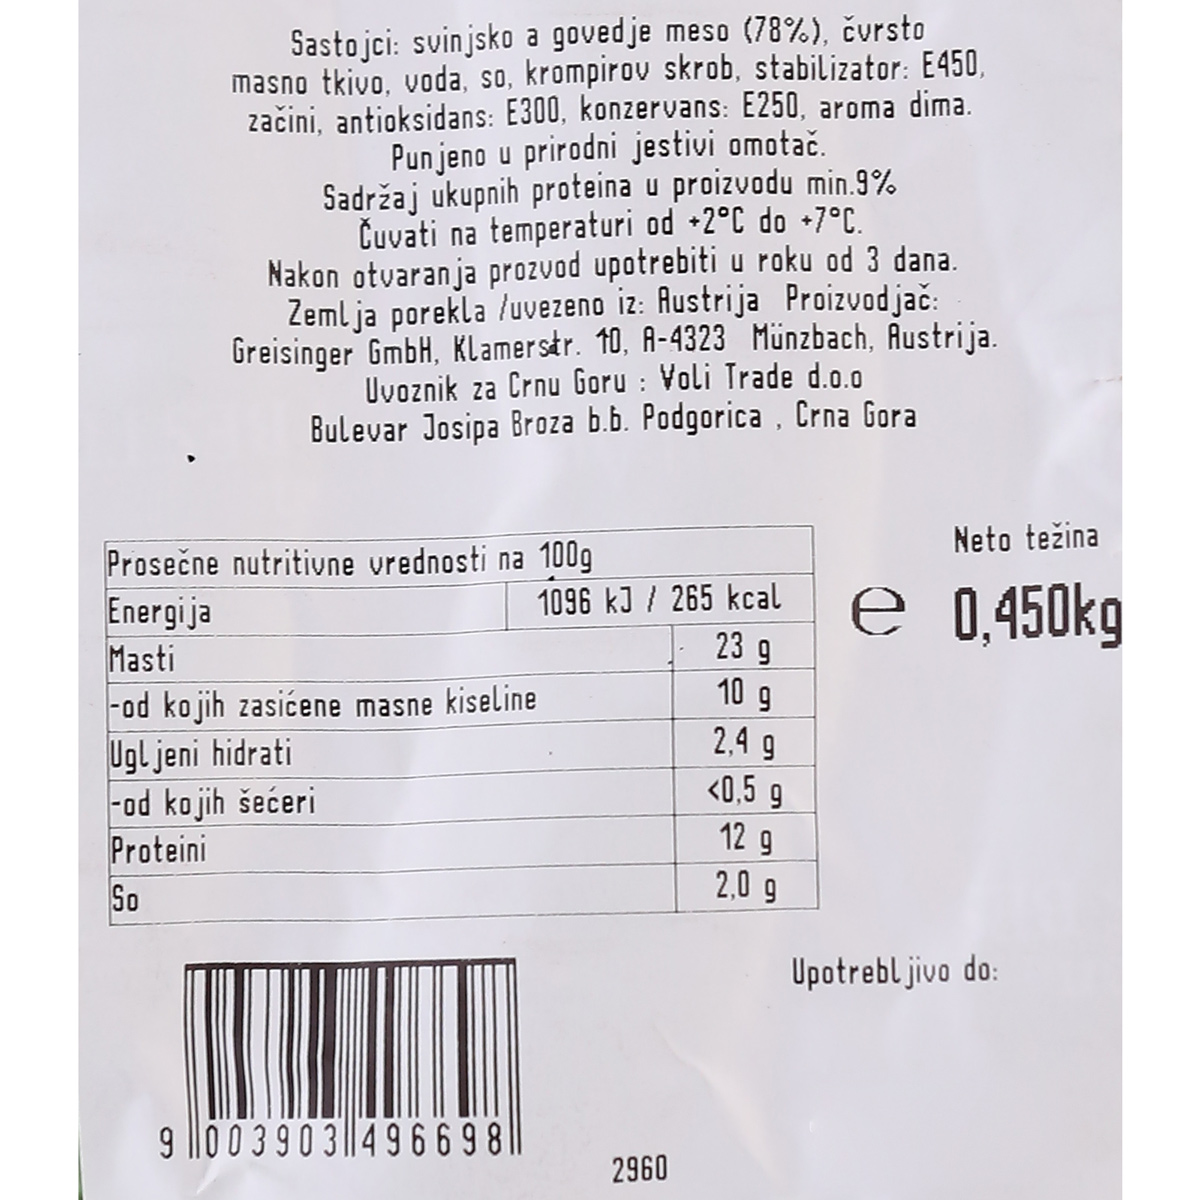 Sastojci: svinjsko a govedje meso (78%), čvrsto
masno tkivo, voda, so, krompirov skrob, stabilizator: E450,
začini, antioksidans: E300, konzervans: E250, aroma dima.
Punjeno u prirodni jestivi omotač.
Sadržaj ukupnih proteina u proizvodu min.9%
Čuvati na temperaturi od +2°C do +7°C.
Nakon otvaranja prozvod upotrebiti u roku od 3 dana.
Zemlja porekla /uvezeno iz: Austrija Proizvodjač:
Greisinger GmbH, Klamerstr. 10, A-4323 Münzbach, Austrija.
Uvoznik za Crnu Goru : Voli Trade d.o.o
Bulevar Josipa Broza b.b. Podgorica , Crna Gora
Prosečne nutritivne vrednosti na 100g
Energija 1096 kJ / 265 kcal
Masti 23 g
-od kojih zasićene masne kiseline 10 g
Ugljeni hidrati 2,4 g
-od kojih šećeri <0,5 g
Proteini 12 g
So 2,0 g
Neto težina
e 0,450kg
Upotrebljivo do:
9 003903 496698
2960